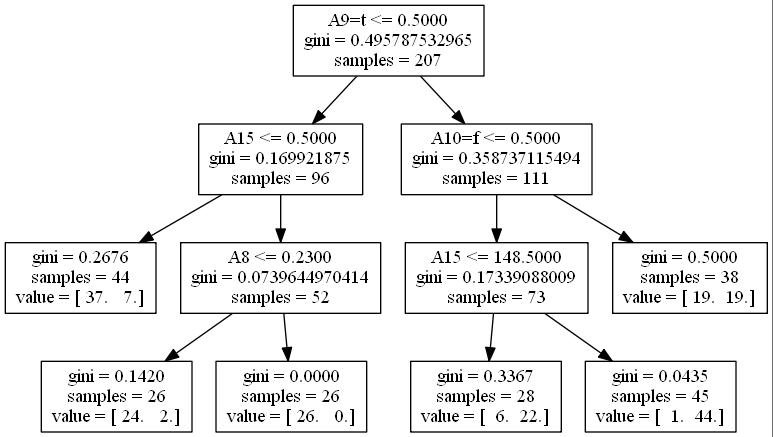 A9=t <= 0.5000
gini = 0.495787532965
samples = 207
A15 <= 0.5000
gini = 0.169921875
samples = 96
A10=f <= 0.5000
gini = 0.358737115494
samples = 111
gini = 0.2676
samples = 44
value = [ 37. 7.]
A8 <= 0.2300
gini = 0.0739644970414
samples = 52
A15 <= 148.5000
gini = 0.17339088009
samples = 73
gini = 0.5000
samples = 38
value = [ 19. 19.]
gini = 0.1420
samples = 26
value = [ 24. 2.]
gini = 0.0000
samples = 26
value = [ 26. 0.]
gini = 0.3367
samples = 28
value = [ 6. 22.]
gini = 0.0435
samples = 45
value = [ 1. 44.]